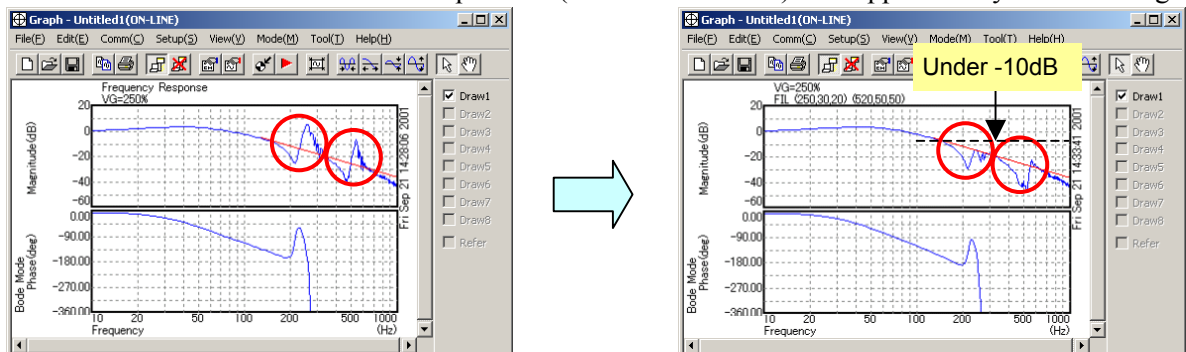 Graph - Untitled1(ON-LINE)
File(F) Edit(E) Comm(C) Setup(S) View(V) Mode(M) Tool(T) Help(H)
Frequency Response
VG=250%
20
0
-20
-40
-60
Magnitude(dB)
0.00
-90.00
-180.00
-270.00
-360.00
Bode Mode
Phase(deg)
10 20 50 100 200 500 1000
Frequency (Hz)
Fri Sep 21 14:28:06 2001
Draw1
Draw2
Draw3
Draw4
Draw5
Draw6
Draw7
Draw8
Refer
Graph - Untitled1(ON-LINE)
File(F) Edit(E) Comm(C) Setup(S) View(V) Mode(M) Tool(T) Help(H)
Under -10dB
VG=250%
FIL (250,30,20) (520,50,50)
20
0
-20
-40
-60
Magnitude(dB)
0.00
-90.00
-180.00
-270.00
-360.00
Bode Mode
Phase(deg)
10 20 50 100 200 500 1000
Frequency (Hz)
Fri Sep 21 14:33:41 2001
Draw1
Draw2
Draw3
Draw4
Draw5
Draw6
Draw7
Draw8
Refer